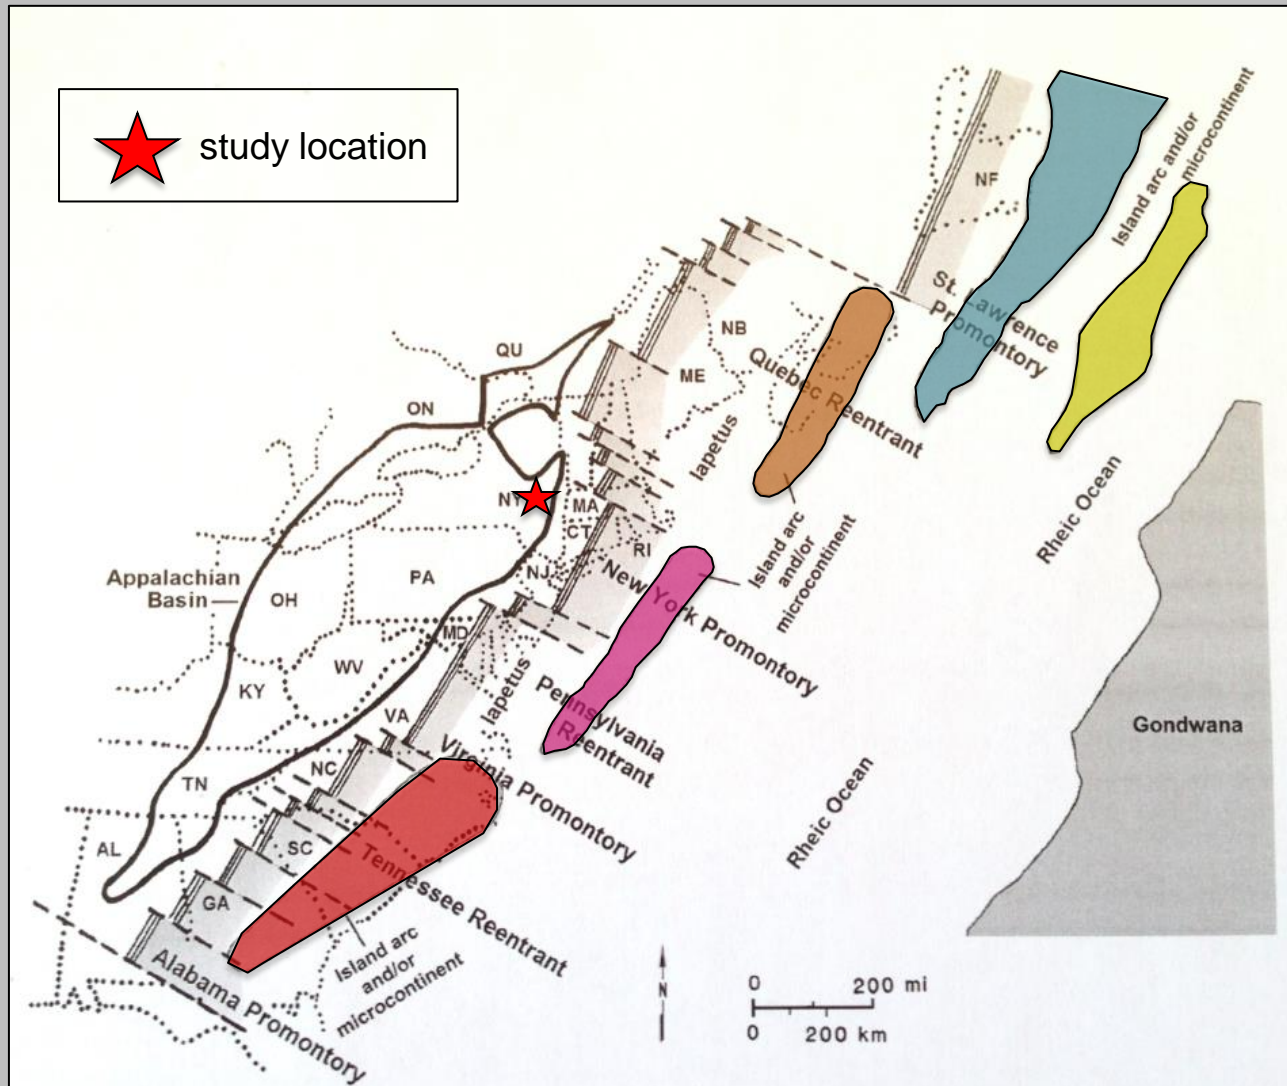 study location
Island arc and/or
microcontinent
NF
St. Lawrence
Promontory
NB
QU
Quebec Reentrant
ME
ON
Iapetus
NY
MA
CT
RI
Rheic Ocean
Island arc
and/or
microcontinent
Appalachian
Basin
OH
PA
NJ
New York Promontory
MD
WV
KY
Iapetus
Pennsylvania
Reentrant
VA
Virginia Promontory
Gondwana
NC
TN
Rheic Ocean
AL
SC
Tennessee Reentrant
GA
Island arc
and/or
microcontinent
Alabama Promontory
N
0 200 mi
0 200 km